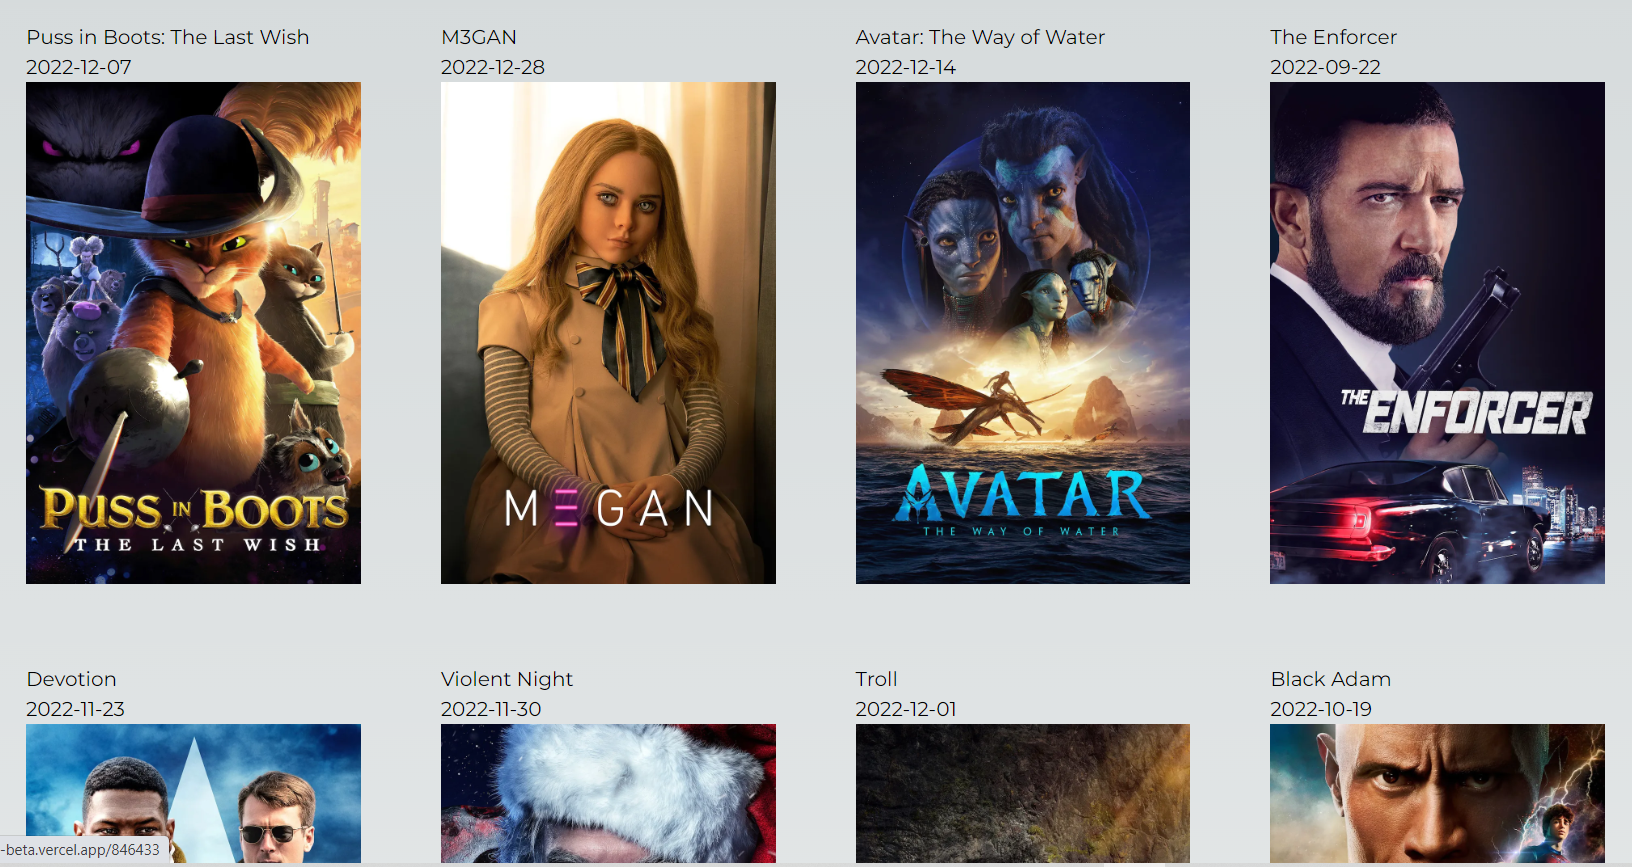 Puss in Boots: The Last Wish
2022-12-07
PUSS IN BOOTS
THE LAST WISH
M3GAN
2022-12-28
M3GAN
Avatar: The Way of Water
2022-12-14
AVATAR
THE WAY OF WATER
The Enforcer
2022-09-22
THE
ENFORCER
Devotion
2022-11-23
Violent Night
2022-11-30
Troll
2022-12-01
Black Adam
2022-10-19
-beta.vercel.app/846433